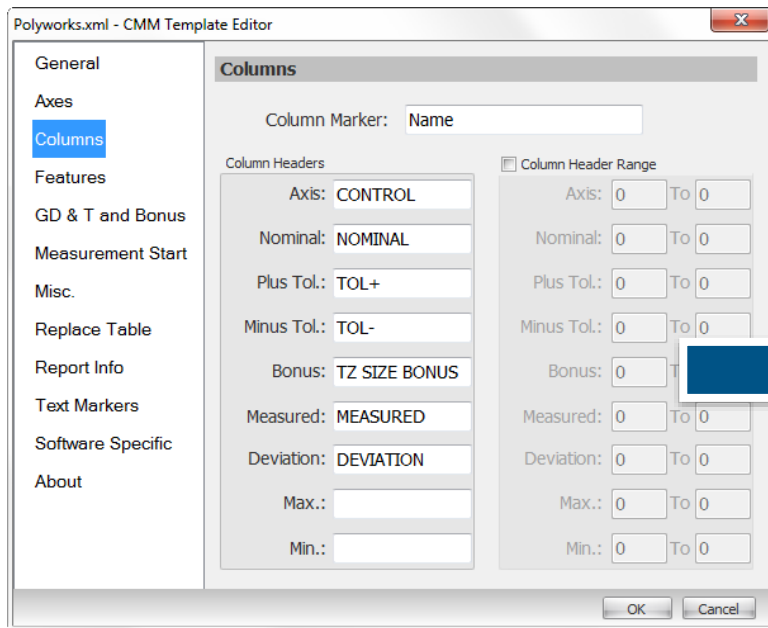 Polyworks.xml - CMM Template Editor
General
Axes
Columns
Features
GD & T and Bonus
Measurement Start
Misc.
Replace Table
Report Info
Text Markers
Software Specific
About
Columns
Column Marker: Name
Column Headers
Axis: CONTROL
Nominal: NOMINAL
Plus Tol.: TOL+
Minus Tol.: TOL-
Bonus: TZ SIZE BONUS
Measured: MEASURED
Deviation: DEVIATION
Max.:
Min.:
Column Header Range
Axis: 0 To 0
Nominal: 0 To 0
Plus Tol.: 0 To 0
Minus Tol.: 0 To 0
Bonus: 0
Measured: 0 To 0
Deviation: 0 To 0
Max.: 0 To 0
Min.: 0 To 0
OK Cancel